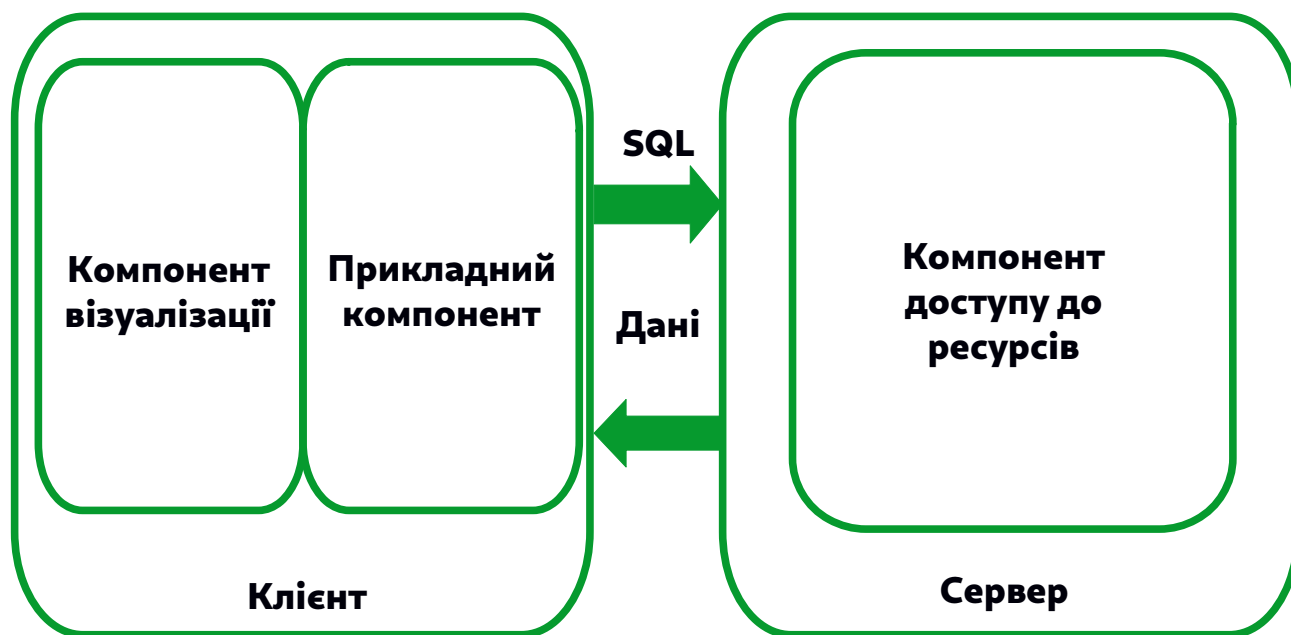 Компонент
візуалізації
Прикладний
компонент
Клієнт
SQL
Дані
Компонент
доступу до
ресурсів
Сервер